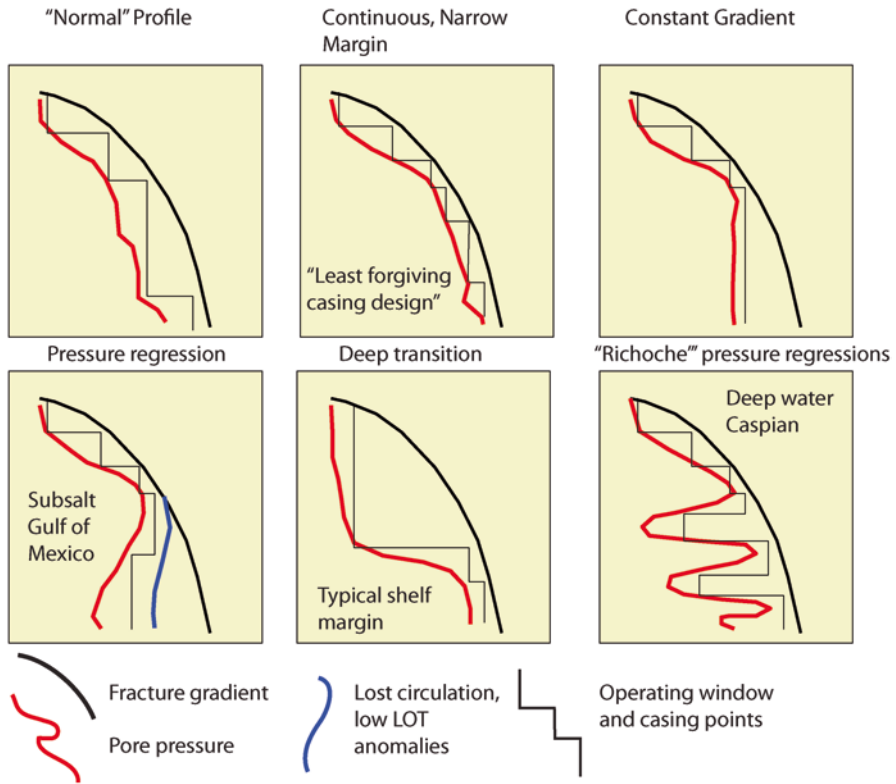 “Normal” Profile
Continuous, Narrow
Margin
Constant Gradient
“Least forgiving
casing design”
Pressure regression
Deep transition
“Richoche’” pressure regressions
Subsalt
Gulf of
Mexico
Typical shelf
margin
Deep water
Caspian
Fracture gradient
Pore pressure
Lost circulation,
low LOT
anomalies
Operating window
and casing points